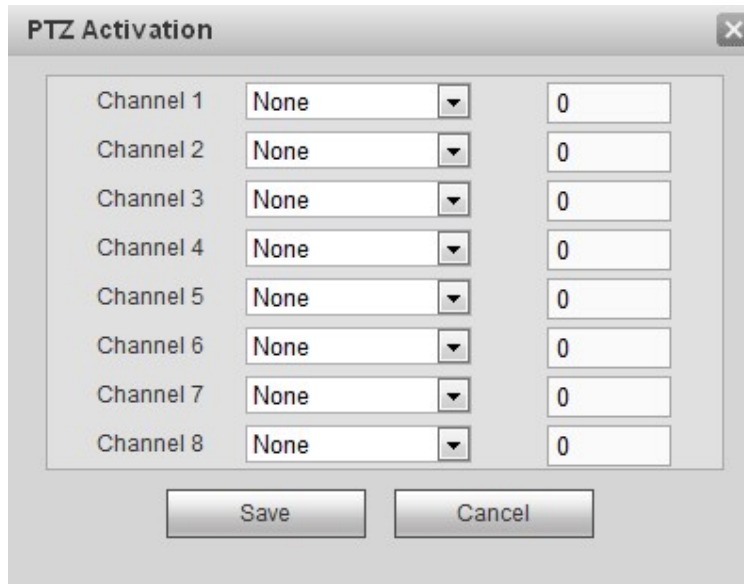 PTZ Activation
Channel 1 None 0
Channel 2 None 0
Channel 3 None 0
Channel 4 None 0
Channel 5 None 0
Channel 6 None 0
Channel 7 None 0
Channel 8 None 0
Save Cancel